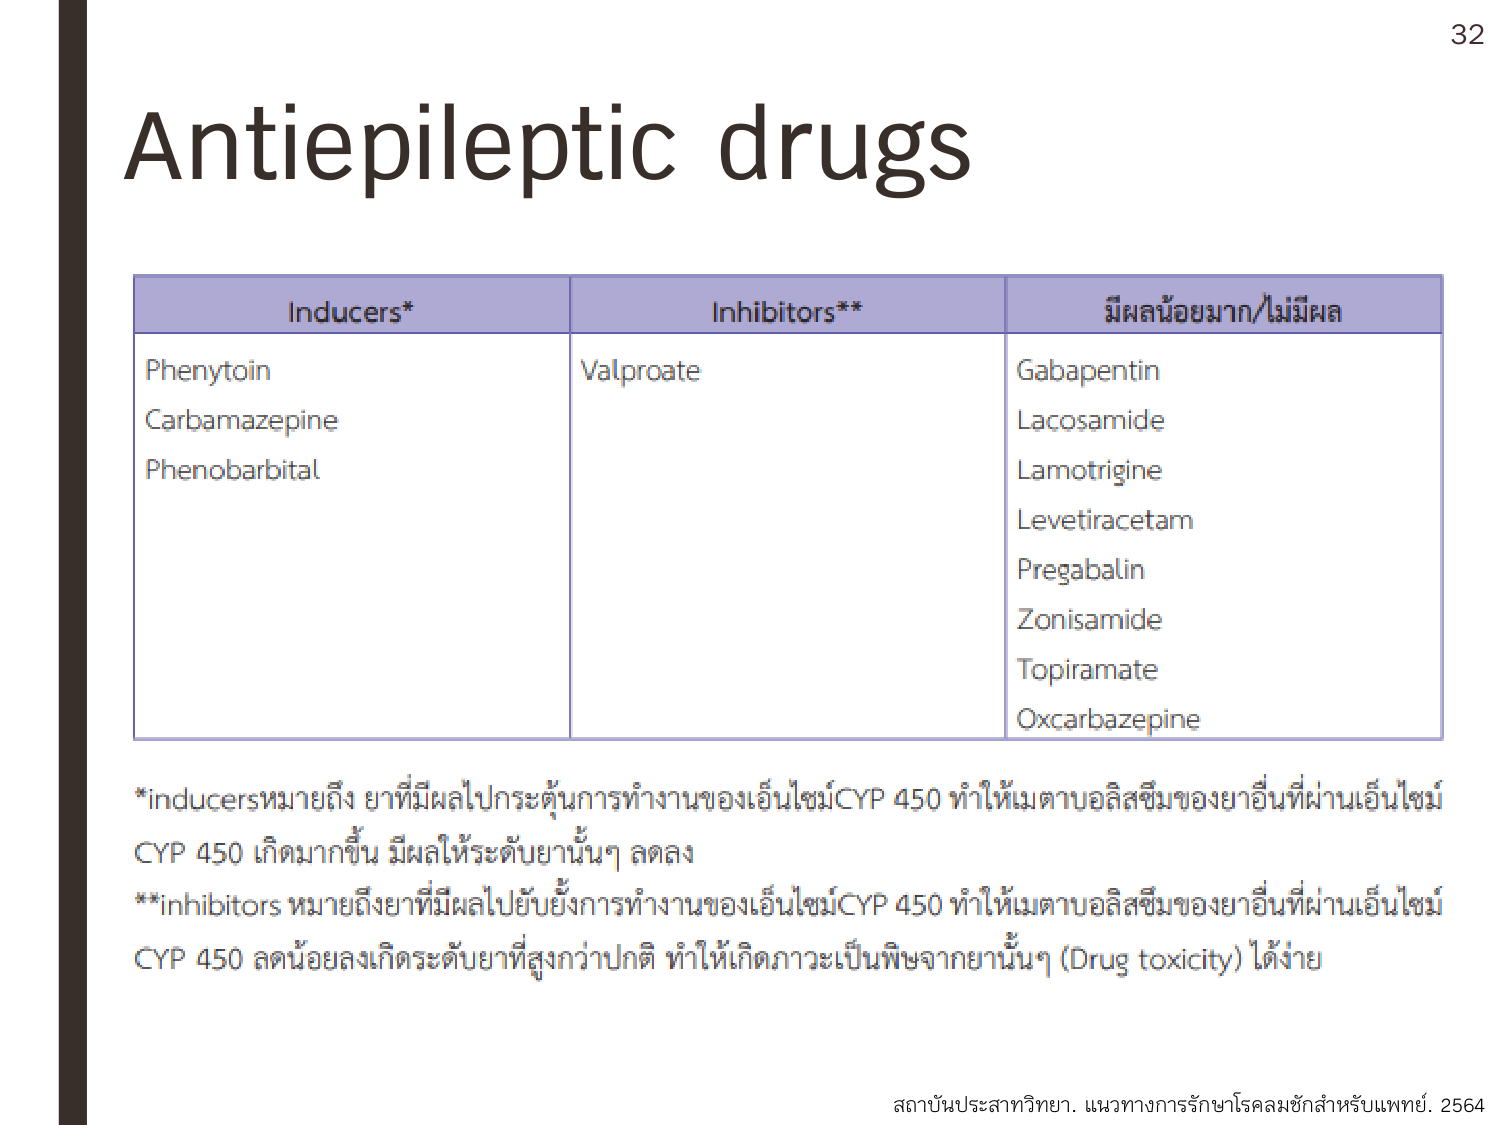 32
Antiepileptic drugs
Inducers* Inhibitors** มีผลน้อยมาก/ไม่มีผล
Phenytoin Valproate Gabapentin
Carbamazepine Lacosamide
Phenobarbital Lamotrigine
Levetiracetam
Pregabalin
Zonisamide
Topiramate
Oxcarbazepine
*inducersหมายถึง ยาที่มีผลไปกระตุ้นการทำงานของเอ็นไซม์CYP 450 ทำให้เมตาบอลิสซึมของยาอื่นที่ผ่านเอ็นไซม์
CYP 450 เกิดมากขึ้น มีผลให้ระดับยานั้นๆ ลดลง
**inhibitors หมายถึงยาที่มีผลไปยับยั้งการทำงานของเอ็นไซม์CYP 450 ทำให้เมตาบอลิสซึมของยาอื่นที่ผ่านเอ็นไซม์
CYP 450 ลดน้อยลงเกิดระดับยาที่สูงกว่าปกติ ทำให้เกิดภาวะเป็นพิษจากยานั้นๆ (Drug toxicity) ได้ง่าย
สถาบันประสาทวิทยา. แนวทางการรักษาโรคลมชักสำหรับแพทย์. 2564